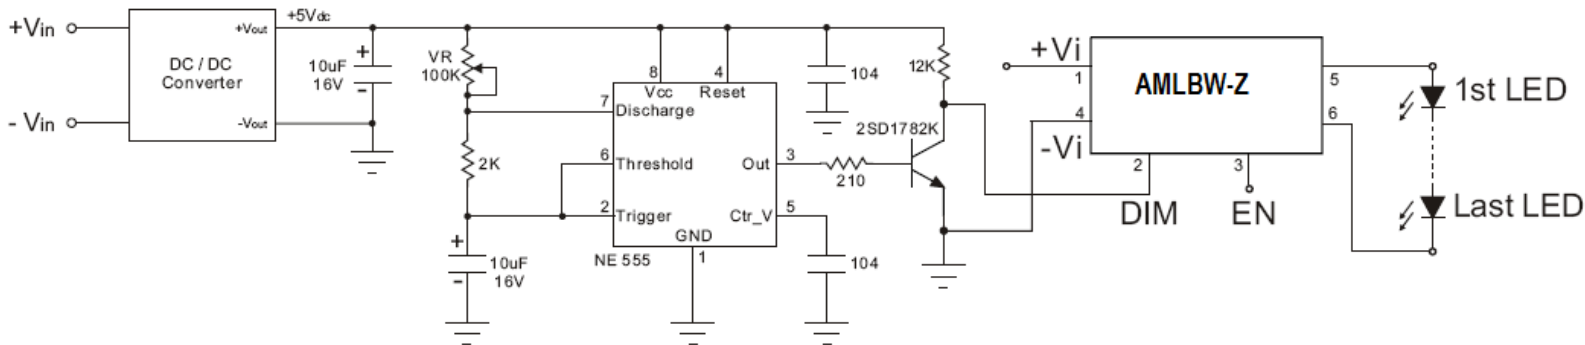 +Vin
- Vin
DC / DC
Converter
+Vout
-Vout
+5Vdc
10uF
16V
+
-
VR
100K
2K
+
-
10uF
16V
8
4
Vcc
Reset
7
Discharge
6
Threshold
Out
3
2
Trigger
Ctr_V
5
GND
1
NE 555
104
104
210
12K
2SD1782K
+Vi
1
4
-Vi
AMLBW-Z
5
6
2
3
DIM
EN
1st LED
Last LED